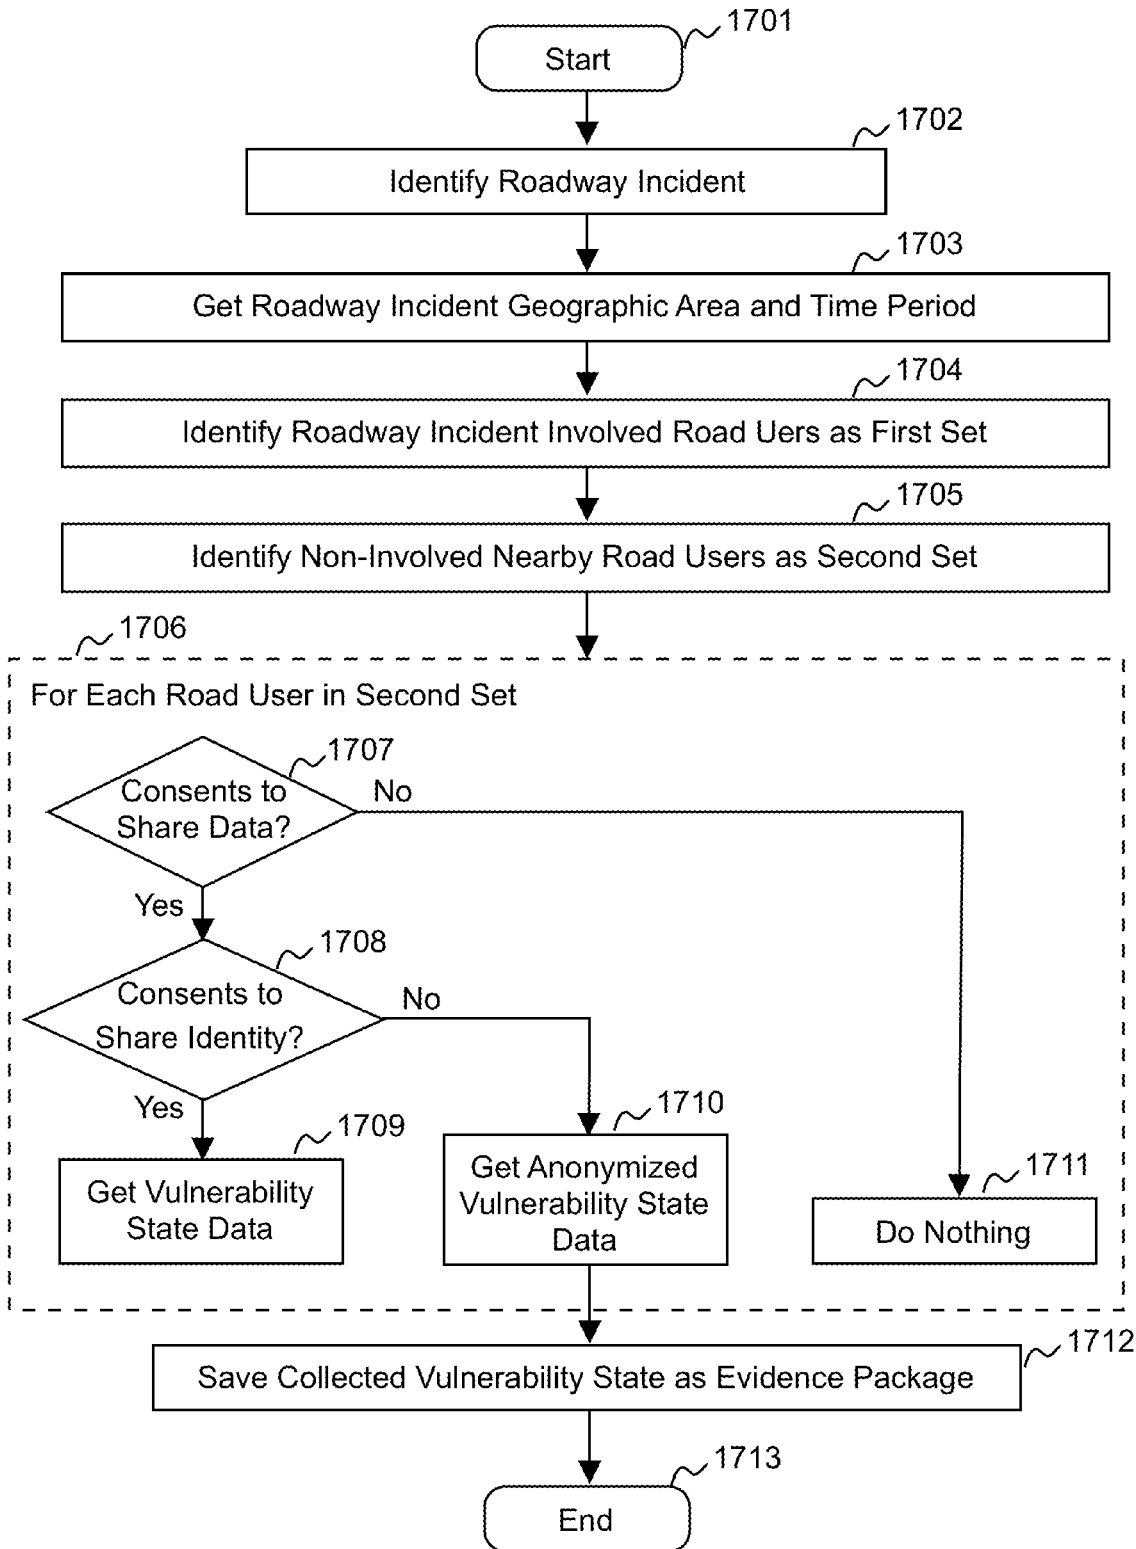 1701
Start
1702
Identify Roadway Incident
1703
Get Roadway Incident Geographic Area and Time Period
1704
Identify Roadway Incident Involved Road Uers as First Set
1705
Identify Non-Involved Nearby Road Users as Second Set
1706
For Each Road User in Second Set
1707
Consents to
Share Data?
No
Yes
1708
Consents to
Share Identity?
No
Yes
1709
Get Vulnerability
State Data
1710
Get Anonymized
Vulnerability State
Data
1711
Do Nothing
1712
Save Collected Vulnerability State as Evidence Package
1713
End